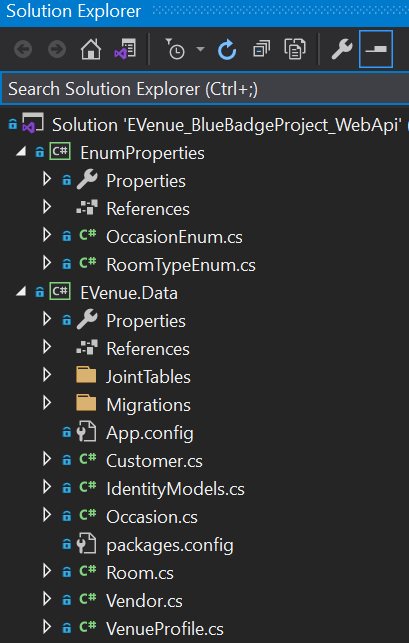 Solution Explorer
Search Solution Explorer (Ctrl+;)
Solution 'EVenue_BlueBadgeProject_WebApi' (
C# EnumProperties
Properties
References
C# OccasionEnum.cs
C# RoomTypeEnum.cs
C# EVenue.Data
Properties
References
JointTables
Migrations
App.config
C# Customer.cs
C# IdentityModels.cs
C# Occasion.cs
packages.config
C# Room.cs
C# Vendor.cs
C# VenueProfile.cs